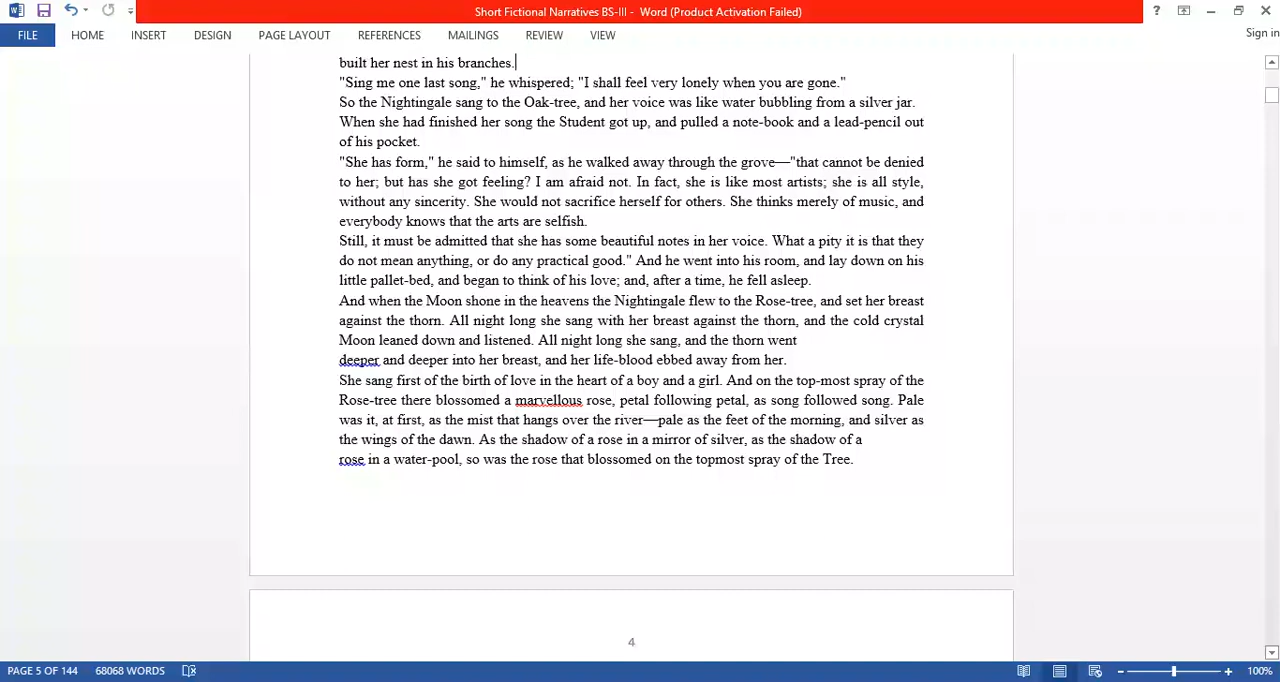 Short Fictional Narratives BS-III - Word (Product Activation Failed)
?
FILE HOME INSERT DESIGN PAGE LAYOUT REFERENCES MAILINGS REVIEW VIEW Sign in
built her nest in his branches.
"Sing me one last song," he whispered; "I shall feel very lonely when you are gone."
So the Nightingale sang to the Oak-tree, and her voice was like water bubbling from a silver jar.
When she had finished her song the Student got up, and pulled a note-book and a lead-pencil out
of his pocket.
"She has form," he said to himself, as he walked away through the grove—"that cannot be denied
to her; but has she got feeling? I am afraid not. In fact, she is like most artists; she is all style,
without any sincerity. She would not sacrifice herself for others. She thinks merely of music, and
everybody knows that the arts are selfish.
Still, it must be admitted that she has some beautiful notes in her voice. What a pity it is that they
do not mean anything, or do any practical good." And he went into his room, and lay down on his
little pallet-bed, and began to think of his love; and, after a time, he fell asleep.
And when the Moon shone in the heavens the Nightingale flew to the Rose-tree, and set her breast
against the thorn. All night long she sang with her breast against the thorn, and the cold crystal
Moon leaned down and listened. All night long she sang, and the thorn went
deeper and deeper into her breast, and her life-blood ebbed away from her.
She sang first of the birth of love in the heart of a boy and a girl. And on the top-most spray of the
Rose-tree there blossomed a marvellous rose, petal following petal, as song followed song. Pale
was it, at first, as the mist that hangs over the river—pale as the feet of the morning, and silver as
the wings of the dawn. As the shadow of a rose in a mirror of silver, as the shadow of a
rose in a water-pool, so was the rose that blossomed on the topmost spray of the Tree.
4
PAGE 5 OF 144 68068 WORDS 100%